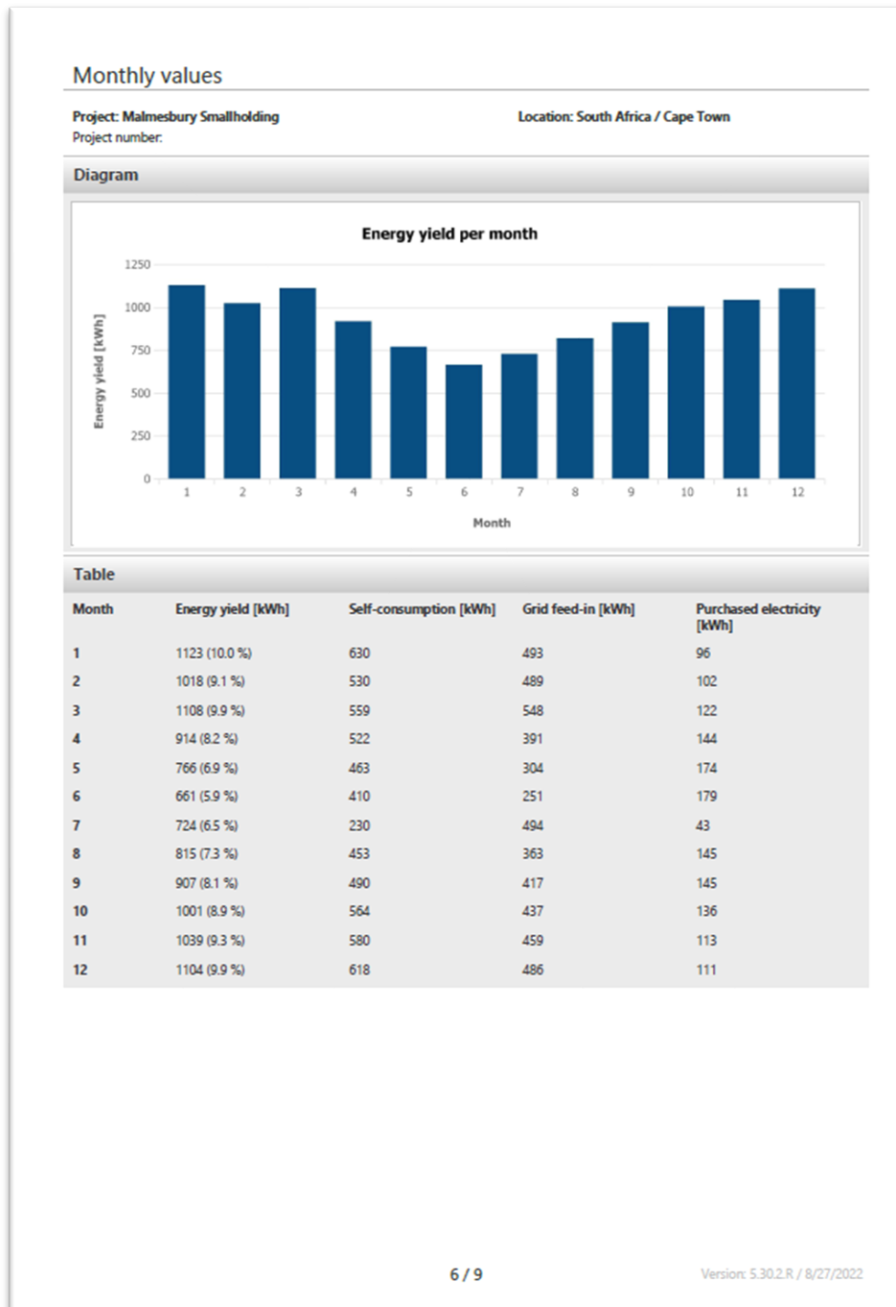 Monthly values
Project: Malmesbury Smallholding Location: South Africa / Cape Town
Project number:
Diagram
Energy yield per month
1250
1000
750
500
250
0
Energy yield [kWh]
1 2 3 4 5 6 7 8 9 10 11 12
Month
Table
Month Energy yield [kWh] Self-consumption [kWh] Grid feed-in [kWh] Purchased electricity
[kWh]
1 1123 (10.0 %) 630 493 96
2 1018 (9.1 %) 530 489 102
3 1108 (9.9 %) 559 548 122
4 914 (8.2 %) 522 391 144
5 766 (6.9 %) 463 304 174
6 661 (5.9 %) 410 251 179
7 724 (6.5 %) 230 494 43
8 815 (7.3 %) 453 363 145
9 907 (8.1 %) 490 417 145
10 1001 (8.9 %) 564 437 136
11 1039 (9.3 %) 580 459 113
12 1104 (9.9 %) 618 486 111
6 / 9 Version: 5.30.2.R / 8/27/2022